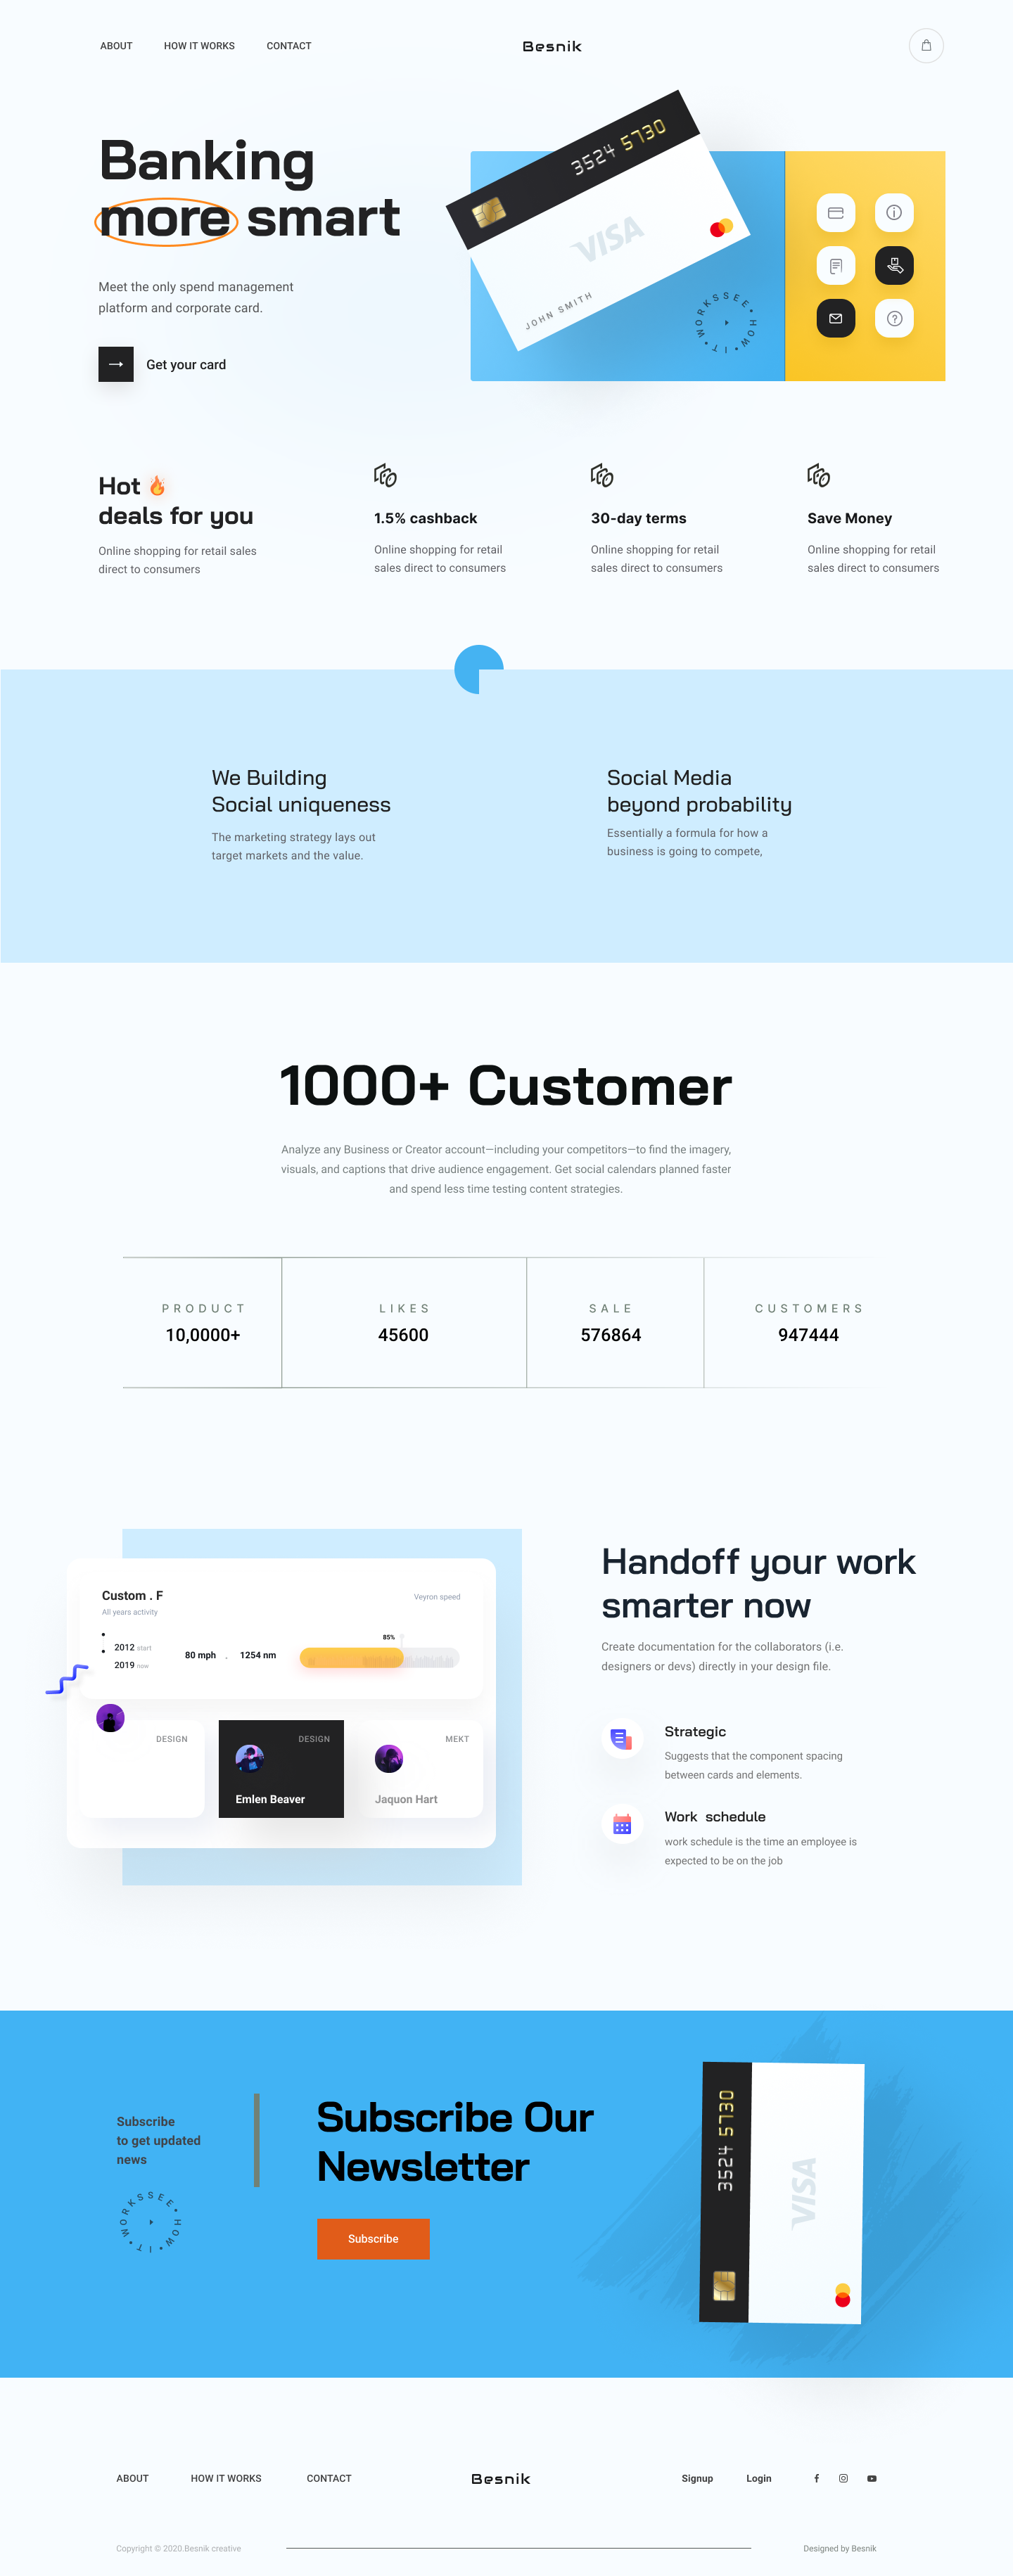 ABOUT HOW IT WORKS CONTACT Besnik
Banking
more smart
Meet the only spend management
platform and corporate card.
Get your card
3524 5730
VISA
JOHN SMITH
SEE • HOW • IT • WORKS
Hot
deals for you
Online shopping for retail sales
direct to consumers
1.5% cashback
Online shopping for retail
sales direct to consumers
30-day terms
Online shopping for retail
sales direct to consumers
Save Money
Online shopping for retail
sales direct to consumers
We Building
Social uniqueness
The marketing strategy lays out
target markets and the value.
Social Media
beyond probability
Essentially a formula for how a
business is going to compete,
1000+ Customer
Analyze any Business or Creator account—including your competitors—to find the imagery,
visuals, and captions that drive audience engagement. Get social calendars planned faster
and spend less time testing content strategies.
PRODUCT
10,0000+
LIKES
45600
SALE
576864
CUSTOMERS
947444
Custom . F
Veyron speed
All years activity
85%
2012 start
80 mph . 1254 nm
2019 now
DESIGN
DESIGN
Emlen Beaver
MEKT
Jaquon Hart
Handoff your work
smarter now
Create documentation for the collaborators (i.e.
designers or devs) directly in your design file.
Strategic
Suggests that the component spacing
between cards and elements.
Work schedule
work schedule is the time an employee is
expected to be on the job
Subscribe
to get updated
news
SEE • HOW • IT • WORKS
Subscribe Our
Newsletter
Subscribe
3524 5730
VISA
ABOUT HOW IT WORKS CONTACT Besnik Signup Login
Copyright © 2020.Besnik creative Designed by Besnik